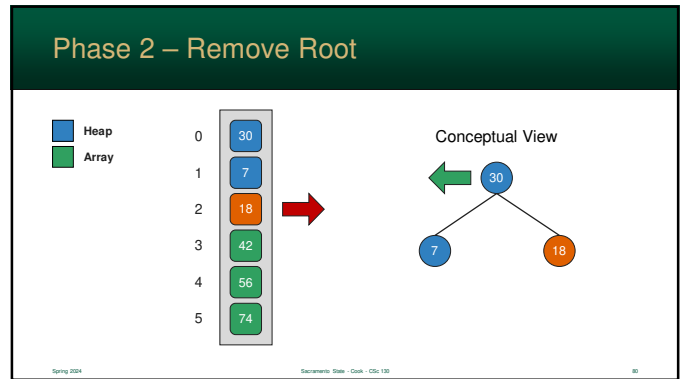 Phase 2 – Remove Root
Heap
Array
Conceptual View
0 30
1 7
2 18
3 42
4 56
5 74
30
7 18
Spring 2024
Sacramento State - Cook - CSc 130
80